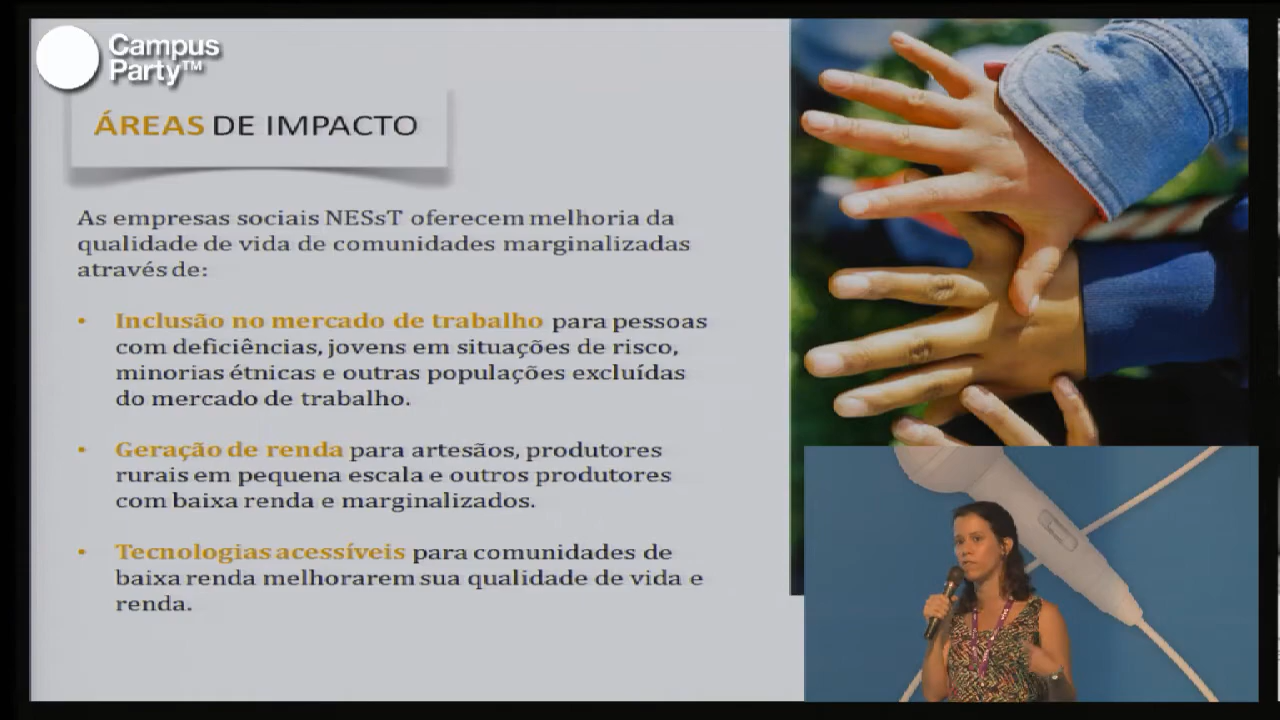 Campus
Party™
ÁREAS DE IMPACTO
As empresas sociais NESsT oferecem melhoria da
qualidade de vida de comunidades marginalizadas
através de:
• Inclusão no mercado de trabalho para pessoas
com deficiências, jovens em situações de risco,
minorias étnicas e outras populações excluídas
do mercado de trabalho.
• Geração de renda para artesãos, produtores
rurais em pequena escala e outros produtores
com baixa renda e marginalizados.
• Tecnologias acessíveis para comunidades de
baixa renda melhorarem sua qualidade de vida e
renda.